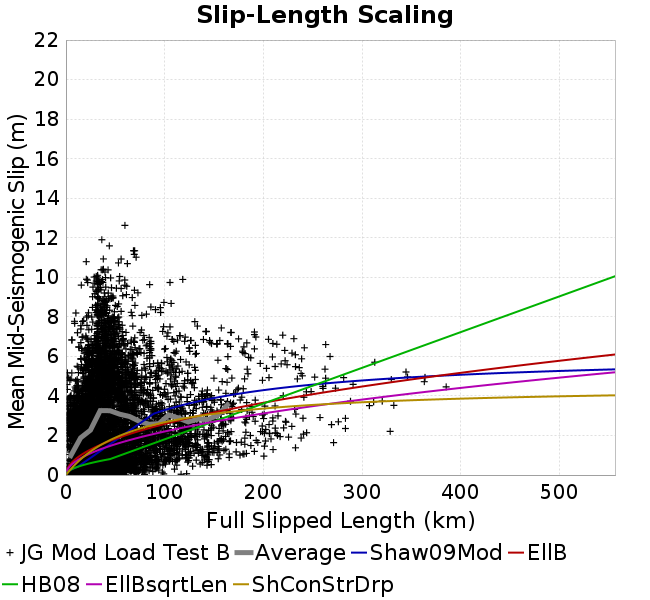 Slip-Length Scaling
Mean Mid-Seismogenic Slip (m)
22
20
18
16
14
12
10
8
6
4
2
0
0 100 200 300 400 500
Full Slipped Length (km)
JG Mod Load Test B Average Shaw09Mod EllB
HB08 EllBsqrtLen ShConStrDrp